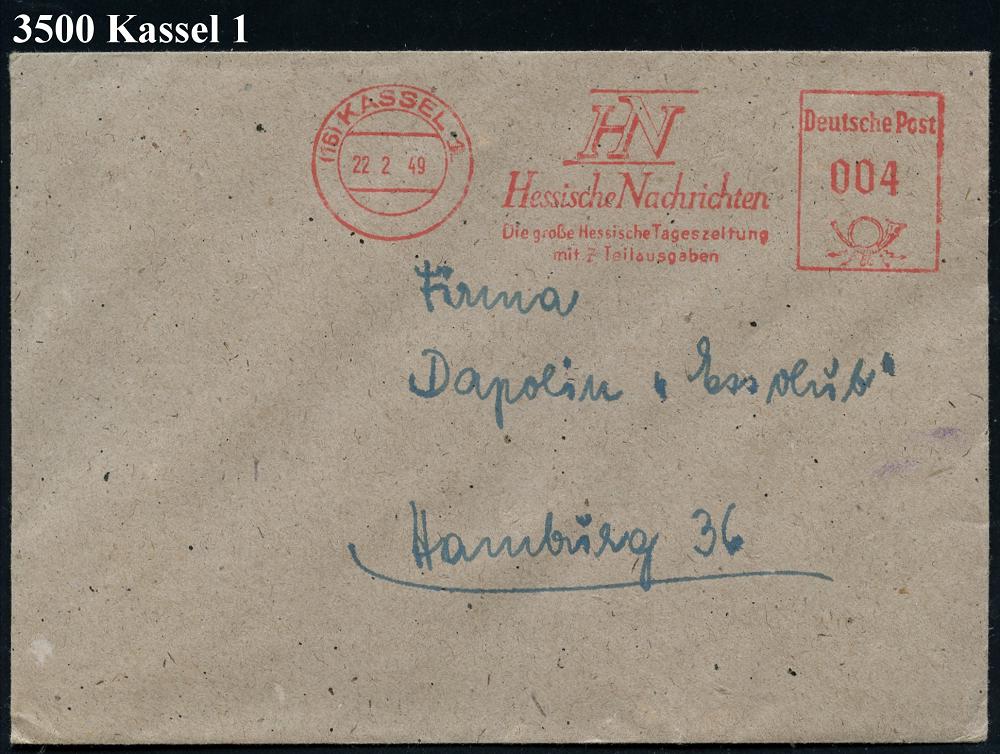 3500 Kassel 1
(16) KASSEL 1
22 2 49
HN
Hessische Nachrichten
Die große Hessische Tageszeitung
mit 7 Teilausgaben
Deutsche Post
004
Firma
Dapolin "Essolub"
Hamburg 36